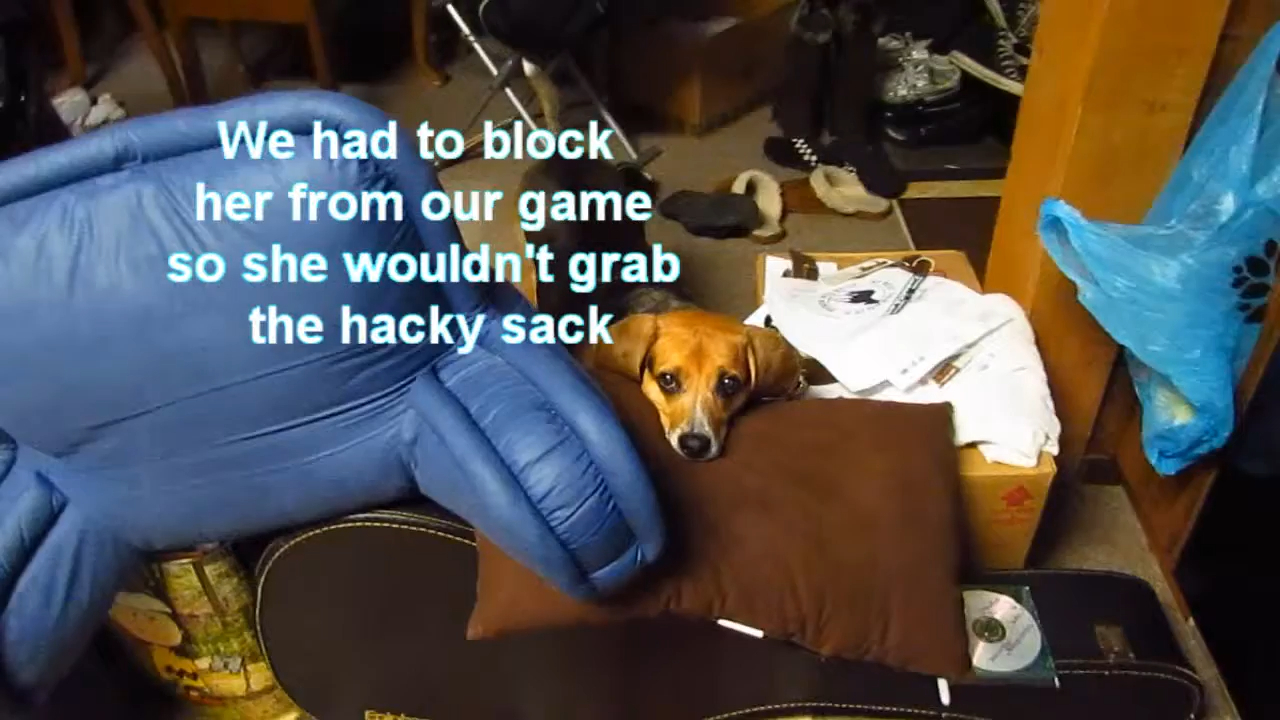 We had to block
her from our game
so she wouldn't grab
the hacky sack